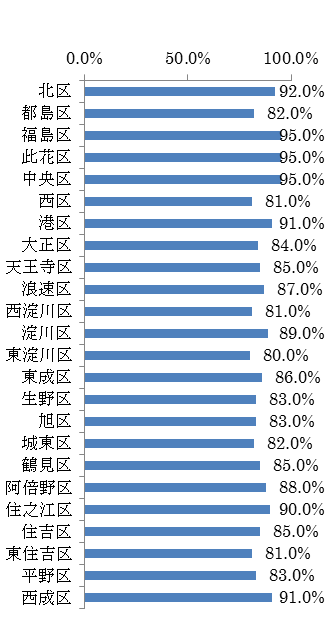 0.0% 50.0% 100.0%
北区 92.0%
都島区 82.0%
福島区 95.0%
此花区 95.0%
中央区 95.0%
西区 81.0%
港区 91.0%
大正区 84.0%
天王寺区 85.0%
浪速区 87.0%
西淀川区 81.0%
淀川区 89.0%
東淀川区 80.0%
東成区 86.0%
生野区 83.0%
旭区 83.0%
城東区 82.0%
鶴見区 85.0%
阿倍野区 88.0%
住之江区 90.0%
住吉区 85.0%
東住吉区 81.0%
平野区 83.0%
西成区 91.0%